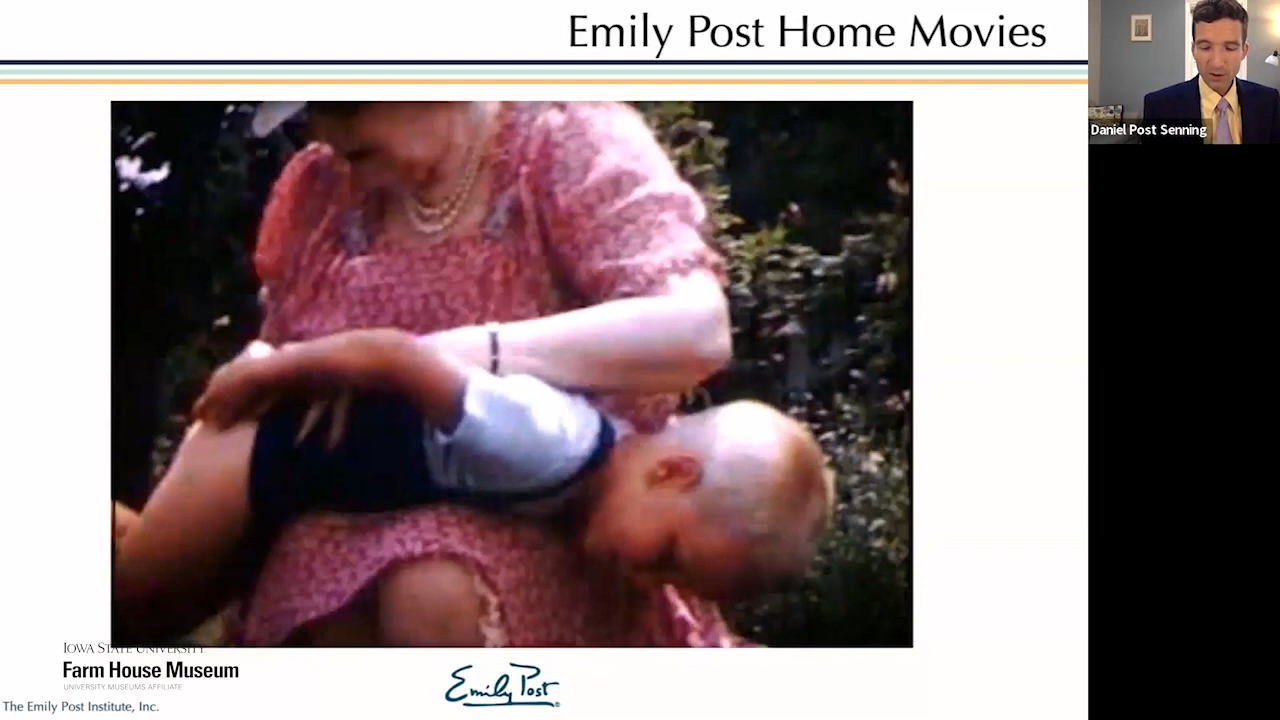 Emily Post Home Movies
Daniel Post Senning
IOWA STATE UNIVERSITY
Farm House Museum
UNIVERSITY MUSEUMS AFFILIATE
Emily Post
The Emily Post Institute, Inc.